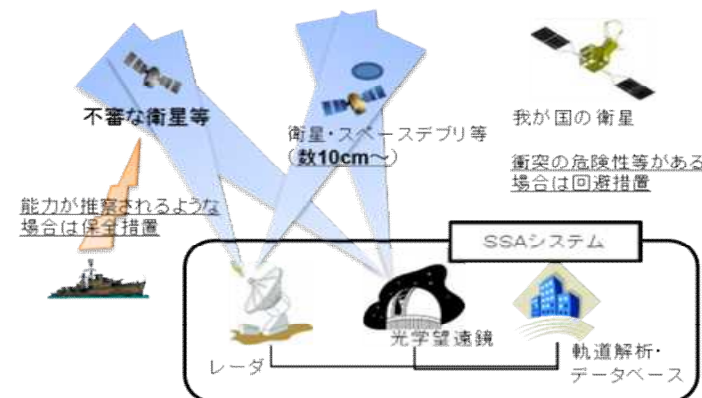 不審な衛星等
衛星・スペースデブリ等
（数10cm～）
我が国の衛星
衝突の危険性等がある
場合は回避措置
能力が推察されるような
場合は保全措置
SSAシステム
レーダ
光学望遠鏡
軌道解析・
データベース